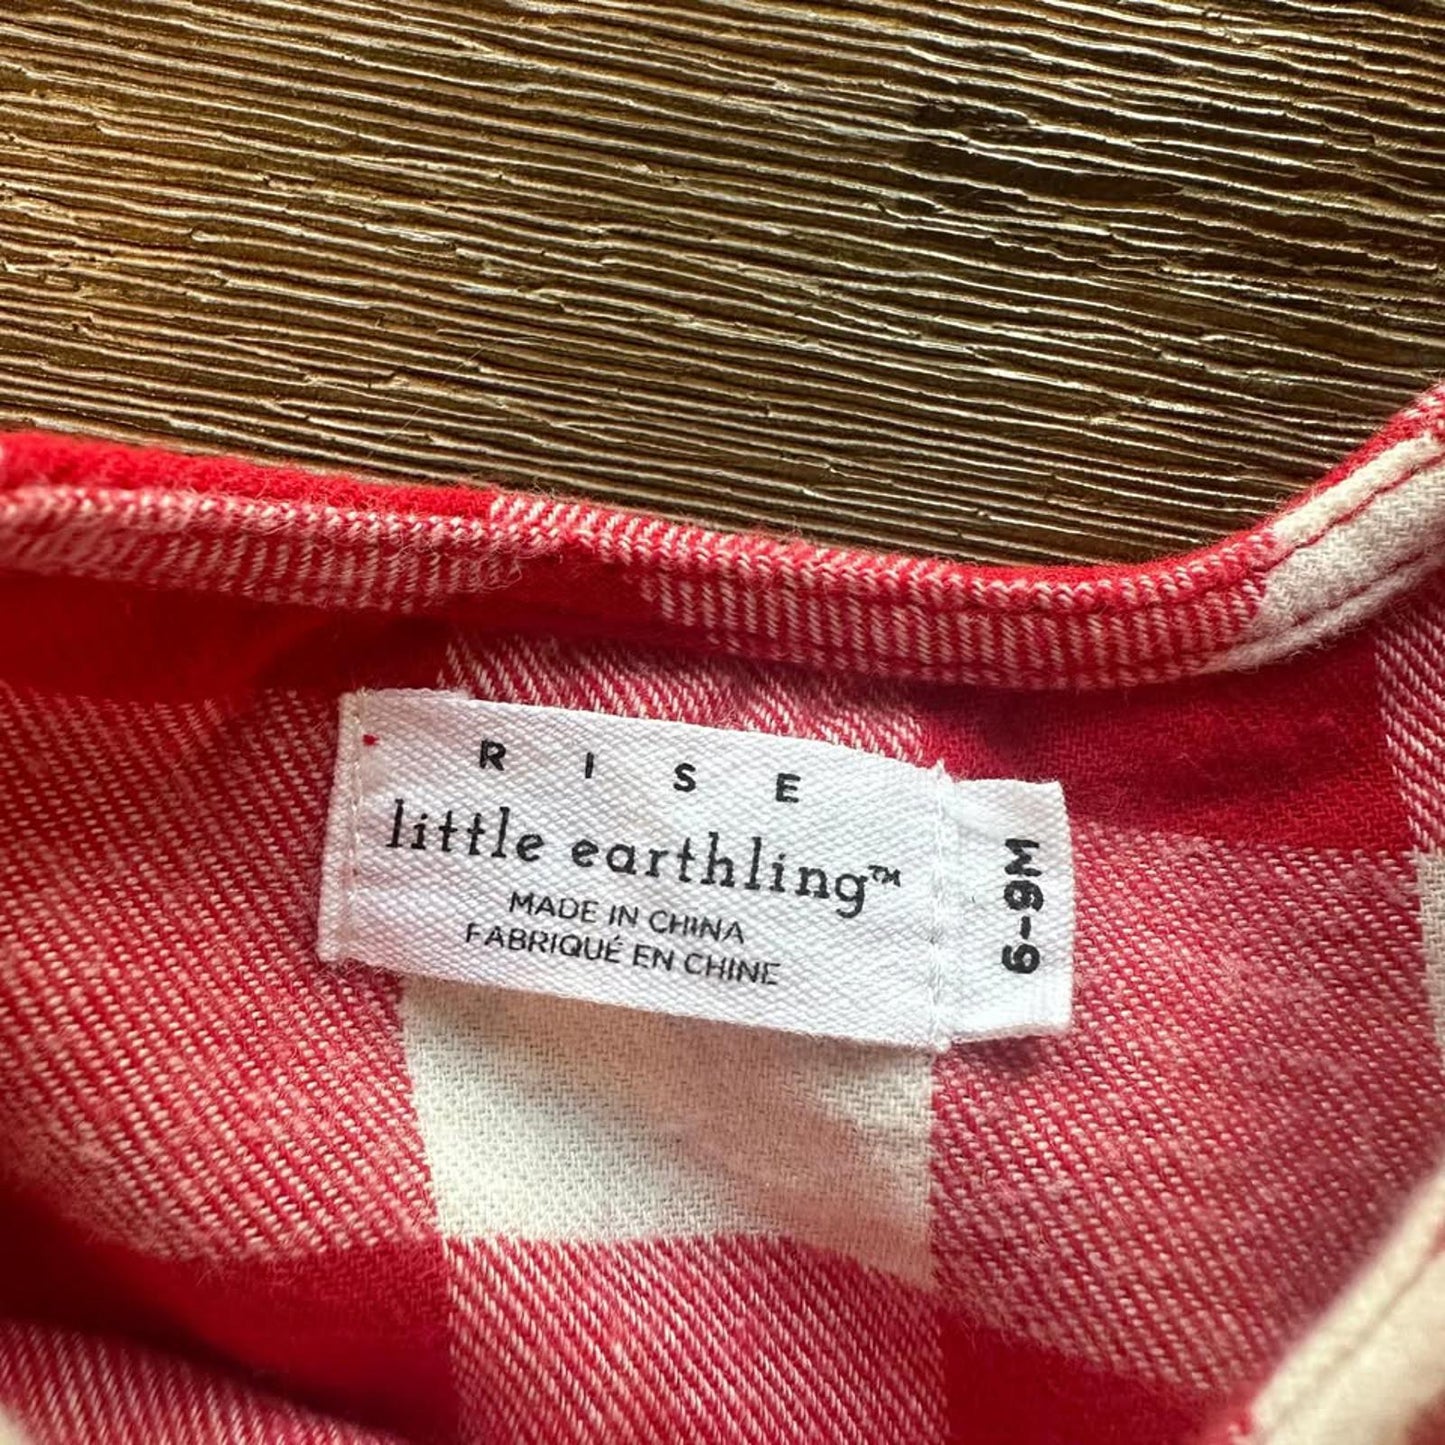 RISE
little earthling™
MADE IN CHINA
FABRIQUÉ EN CHINE
6-9M